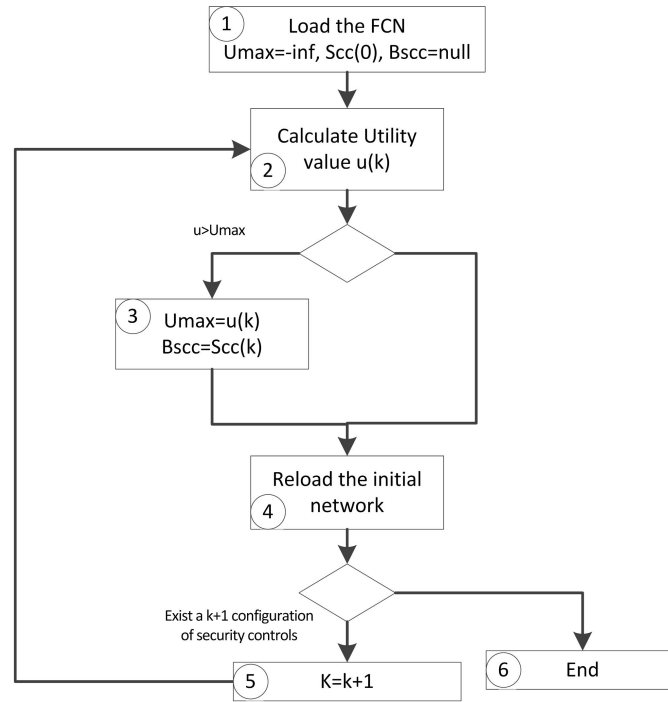 1
Load the FCN
Umax=-inf, Scc(0), Bscc=null
Calculate Utility
value u(k)
2
u>Umax
3
Umax=u(k)
Bscc=Scc(k)
Reload the initial
network
4
Exist a k+1 configuration
of security controls
5
K=k+1
6
End